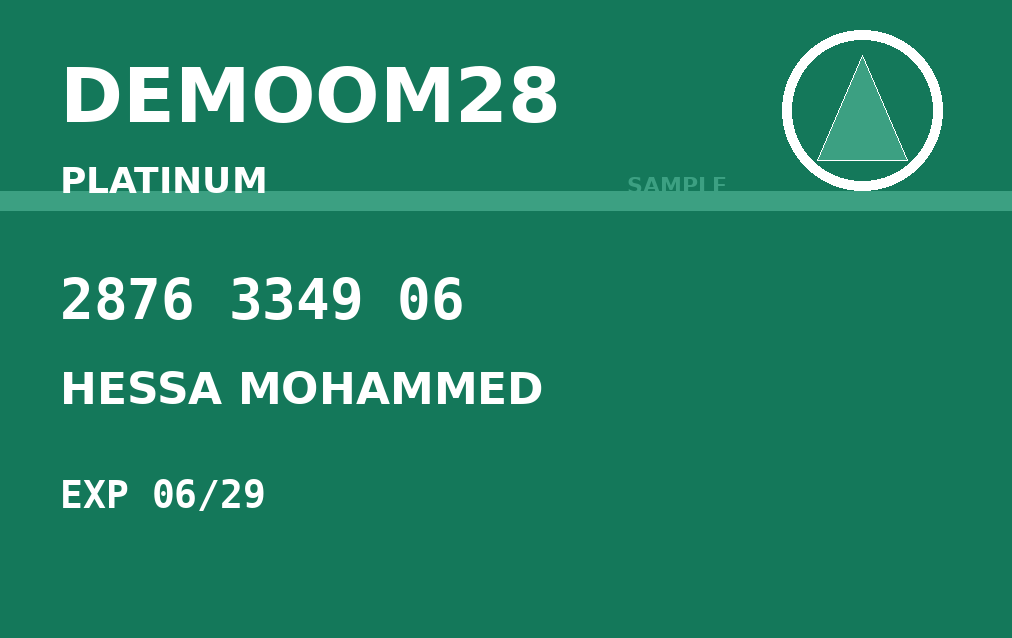 DEMOOM28
PLATINUM
SAMPLE
2876 3349 06
HESSA MOHAMMED
EXP 06/29